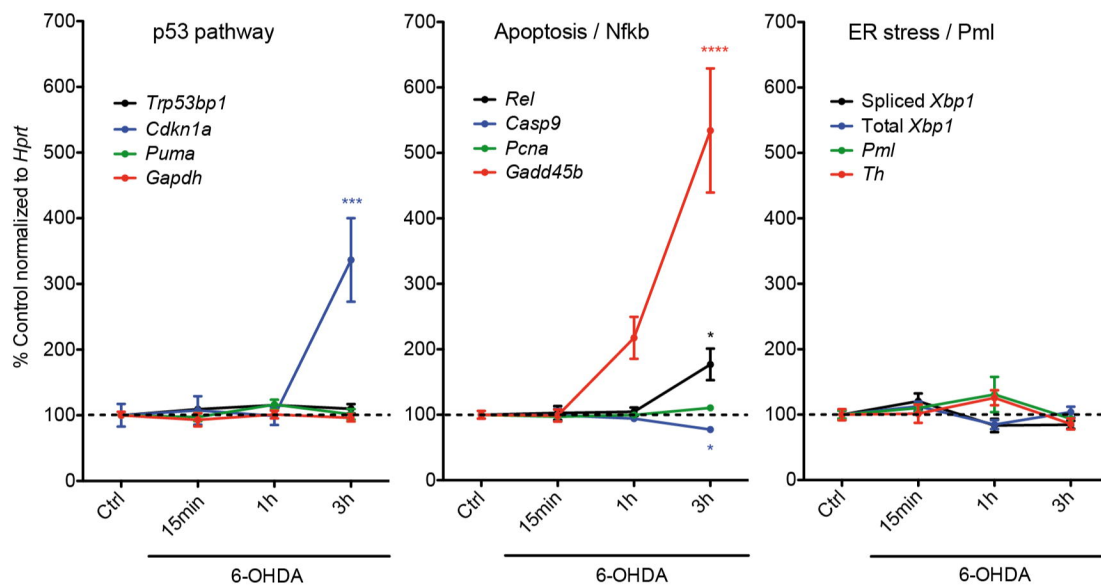 % Control normalized to Hprt
p53 pathway
700
600
500
400
300
200
100
0
Trp53bp1
Cdkn1a
Puma
Gapdh
***
Ctrl
15min
1h
3h
6-OHDA
Apoptosis / Nfkb
700
600
500
400
300
200
100
0
Rel
Casp9
Pcna
Gadd45b
****
*
*
Ctrl
15min
1h
3h
6-OHDA
ER stress / Pml
700
600
500
400
300
200
100
0
Spliced Xbp1
Total Xbp1
Pml
Th
Ctrl
15min
1h
3h
6-OHDA